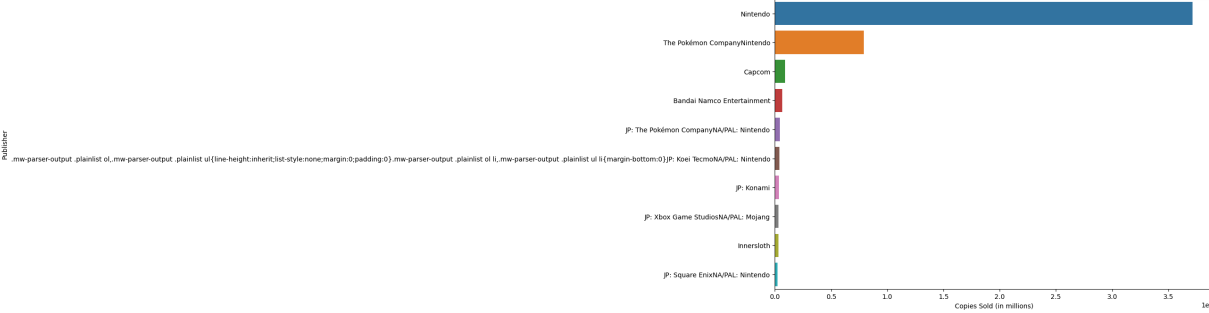 Nintendo
The Pokémon CompanyNintendo
Capcom
Bandai Namco Entertainment
JP: The Pokémon CompanyNA/PAL: Nintendo
.mw-parser-output .plainlist ol,.mw-parser-output .plainlist ul{line-height:inherit;list-style:none;margin:0;padding:0}.mw-parser-output .plainlist ol li,.mw-parser-output .plainlist ul li{margin-bottom:0}JP: Koei TecmoNA/PAL: Nintendo
JP: Konami
JP: Xbox Game StudiosNA/PAL: Mojang
Innersloth
JP: Square EnixNA/PAL: Nintendo
Publisher
0.0 0.5 1.0 1.5 2.0 2.5 3.0 3.5
1e
Copies Sold (in millions)